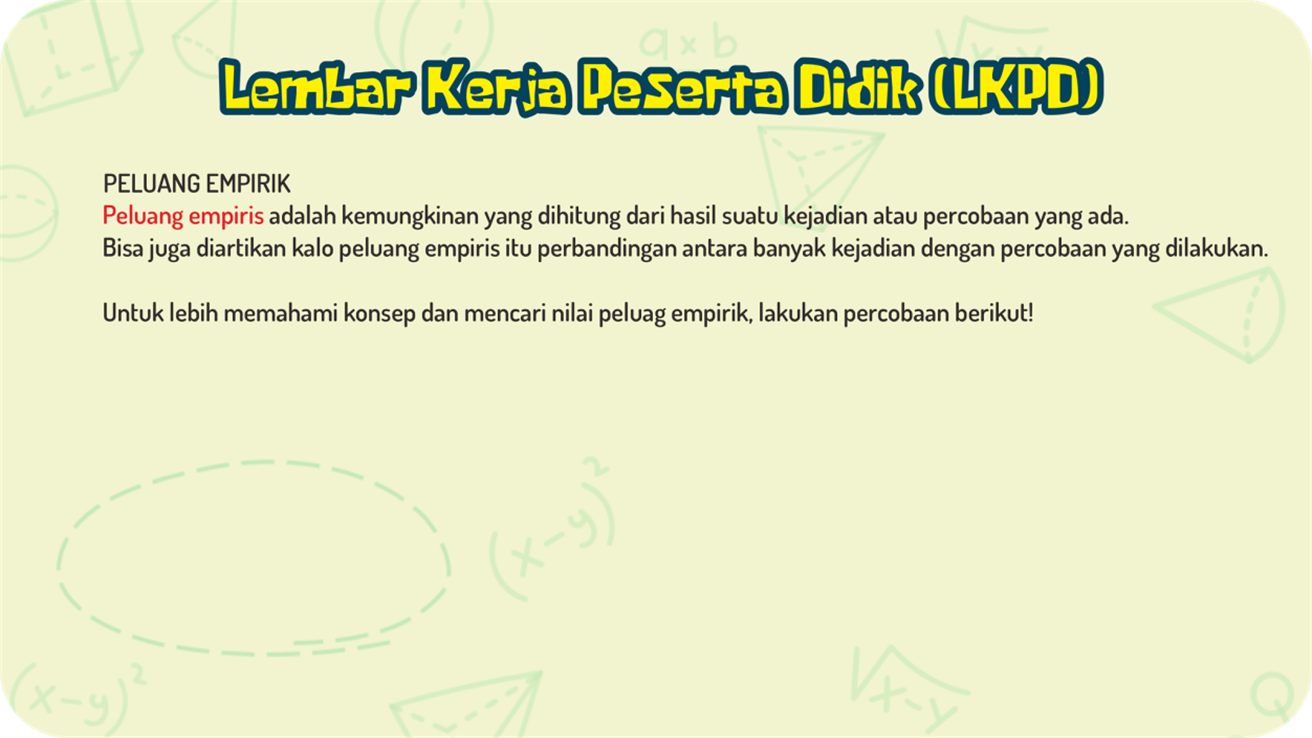 a×b
√x-y
Lembar Kerja Peserta Didik (LKPD)
PELUANG EMPIRIK
Peluang empiris adalah kemungkinan yang dihitung dari hasil suatu kejadian atau percobaan yang ada.
Bisa juga diartikan kalo peluang empiris itu perbandingan antara banyak kejadian dengan percobaan yang dilakukan.
Untuk lebih memahami konsep dan mencari nilai peluag empirik, lakukan percobaan berikut!
(x-y)²
(x-y)²
√x-y